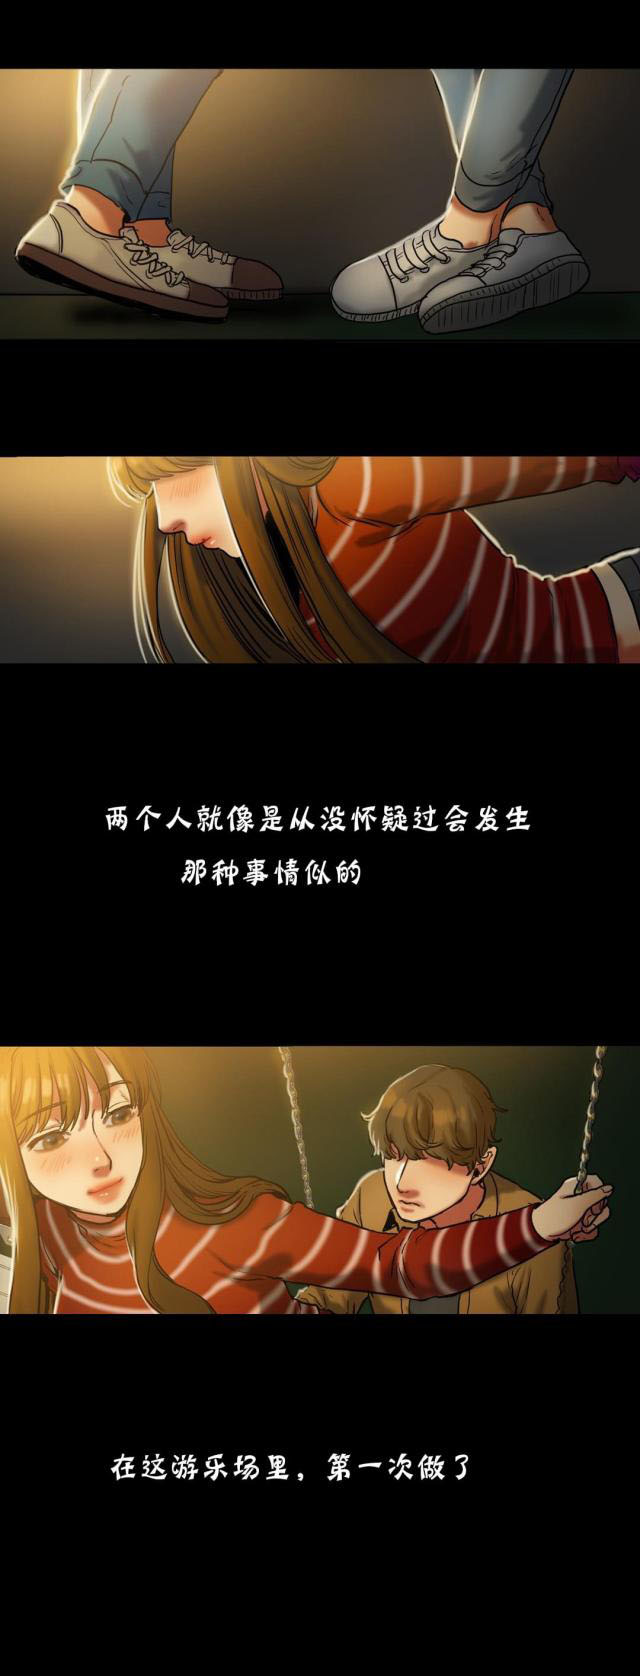 两个人就像是从没怀疑过会发生
那种事情似的
在这游乐场里，第一次做了